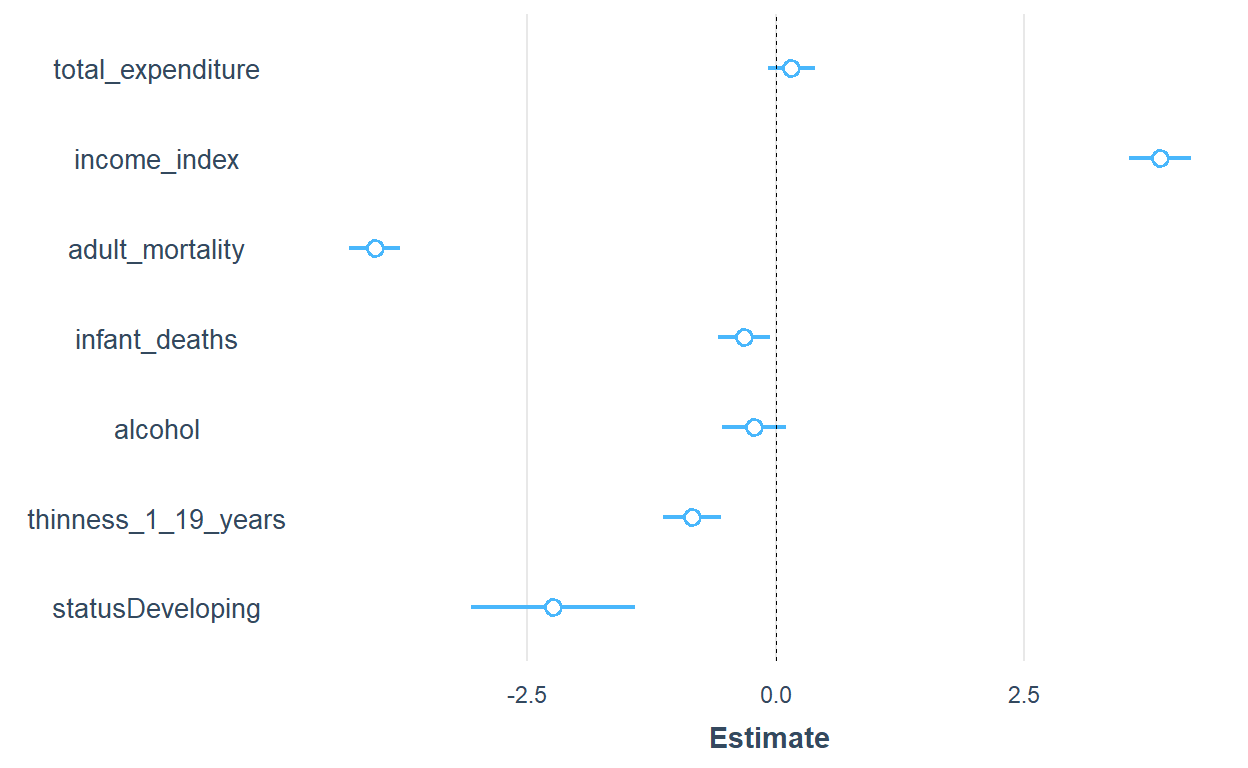 total_expenditure
income_index
adult_mortality
infant_deaths
alcohol
thinness_1_19_years
statusDeveloping
-2.5 0.0 2.5
Estimate